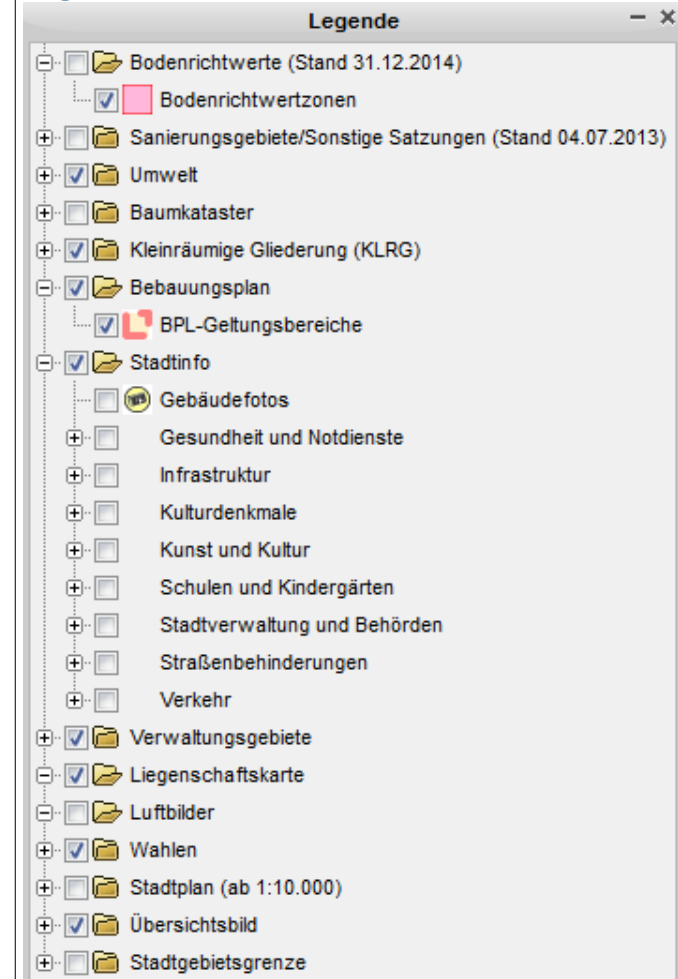 Legende
Bodenrichtwerte (Stand 31.12.2014)
Bodenrichtwertzonen
Sanierungsgebiete/Sonstige Satzungen (Stand 04.07.2013)
Umwelt
Baumkataster
Kleinräumige Gliederung (KLRG)
Bebauungsplan
BPL-Geltungsbereiche
Stadtinfo
Gebäudefotos
Gesundheit und Notdienste
Infrastruktur
Kulturdenkmale
Kunst und Kultur
Schulen und Kindergärten
Stadtverwaltung und Behörden
Straßenbehinderungen
Verkehr
Verwaltungsgebiete
Liegenschaftskarte
Luftbilder
Wahlen
Stadtplan (ab 1:10.000)
Übersichtsbild
Stadtgebietsgrenze